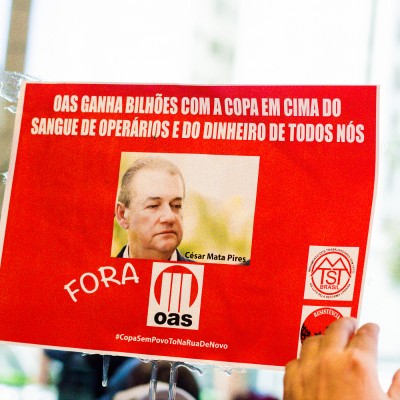 OAS GANHA BILHÕES COM A COPA EM CIMA DO
SANGUE DE OPERÁRIOS E DO DINHEIRO DE TODOS NÓS
César Mata Pires
FORA
oas
MTST
BRASIL
RESISTÊNCIA
#CopaSemPovoToNaRuaDeNovo